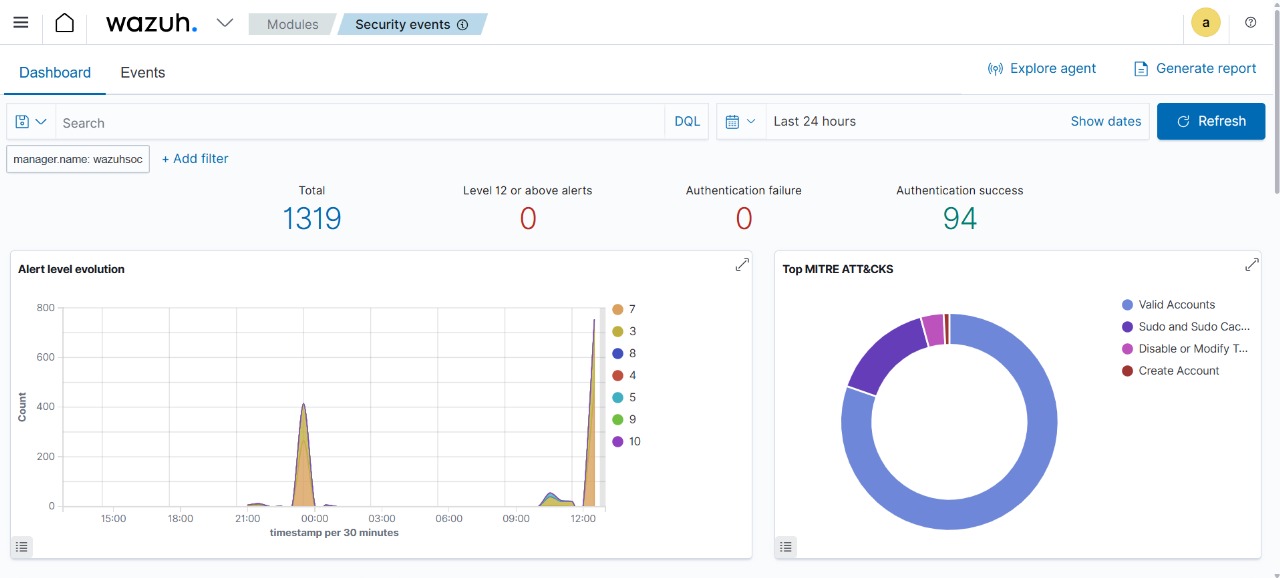 wazuh.
Modules
Security events
a
Dashboard
Events
Explore agent
Generate report
Search
DQL
Last 24 hours
Show dates
Refresh
manager.name: wazuhsoc
+ Add filter
Total
Level 12 or above alerts
Authentication failure
Authentication success
1319
0
0
94
Alert level evolution
800
600
400
200
0
Count
15:00
18:00
21:00
00:00
03:00
06:00
09:00
12:00
timestamp per 30 minutes
7
3
8
4
5
9
10
Top MITRE ATT&CKS
Valid Accounts
Sudo and Sudo Cac...
Disable or Modify T...
Create Account